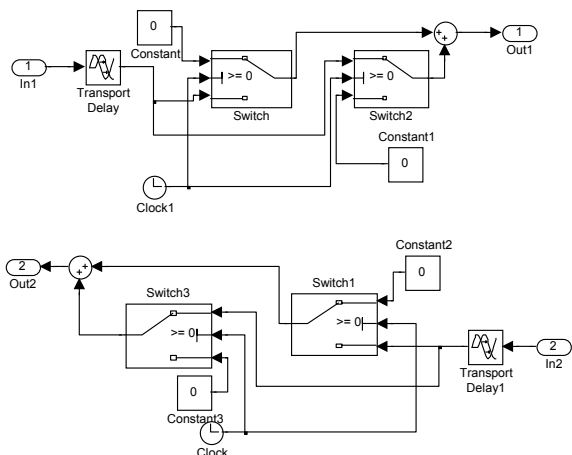 0
Constant
1
In1
Transport
Delay
>= 0
Switch
>= 0
Switch2
+
+
1
Out1
Constant1
0
Clock1
Constant2
0
2
Out2
+
+
Switch3
>= 0
Switch1
>= 0
0
Constant3
Clock
Transport
Delay1
2
In2